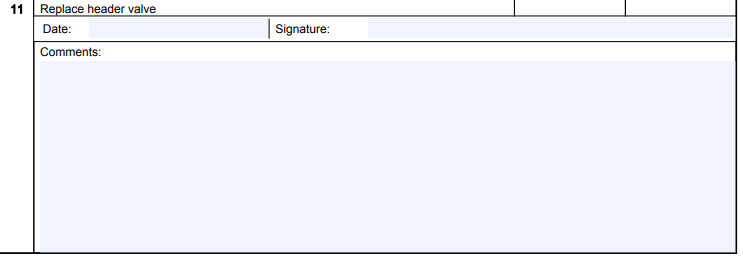 11 Replace header valve
Date: Signature:
Comments: